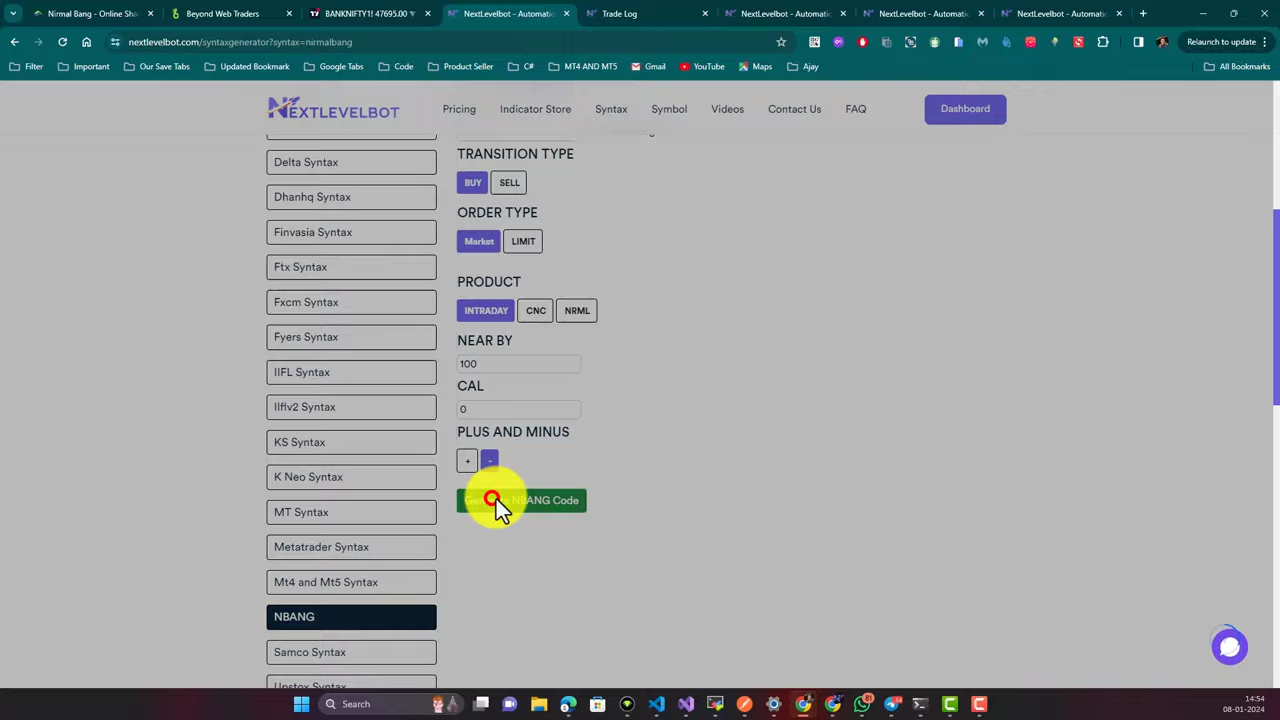 Nirmal Bang - Online Sha
Beyond Web Traders
BANKNIFTY1! 47695.00 ▼
NextLevelbot - Automatic
Trade Log
NextLevelbot - Automatic
NextLevelbot - Automatic
NextLevelbot - Automatic
nextlevelbot.com/syntaxgenerator?syntax=nirmalbang
Relaunch to update
Filter
Important
Our Save Tabs
Updated Bookmark
Google Tabs
Code
Product Seller
C#
MT4 AND MT5
Gmail
YouTube
Maps
Ajay
All Bookmarks
NEXTLEVELBOT
Pricing
Indicator Store
Syntax
Symbol
Videos
Contact Us
FAQ
Dashboard
Delta Syntax
Dhanhq Syntax
Finvasia Syntax
Ftx Syntax
Fxcm Syntax
Fyers Syntax
IIFL Syntax
Iiflv2 Syntax
KS Syntax
K Neo Syntax
MT Syntax
Metatrader Syntax
Mt4 and Mt5 Syntax
NBANG
Samco Syntax
Upstox Syntax
TRANSITION TYPE
BUY
SELL
ORDER TYPE
Market
LIMIT
PRODUCT
INTRADAY
CNC
NRML
NEAR BY
100
CAL
0
PLUS AND MINUS
+
-
NBANG Code
Search
81
14:54
08-01-2024